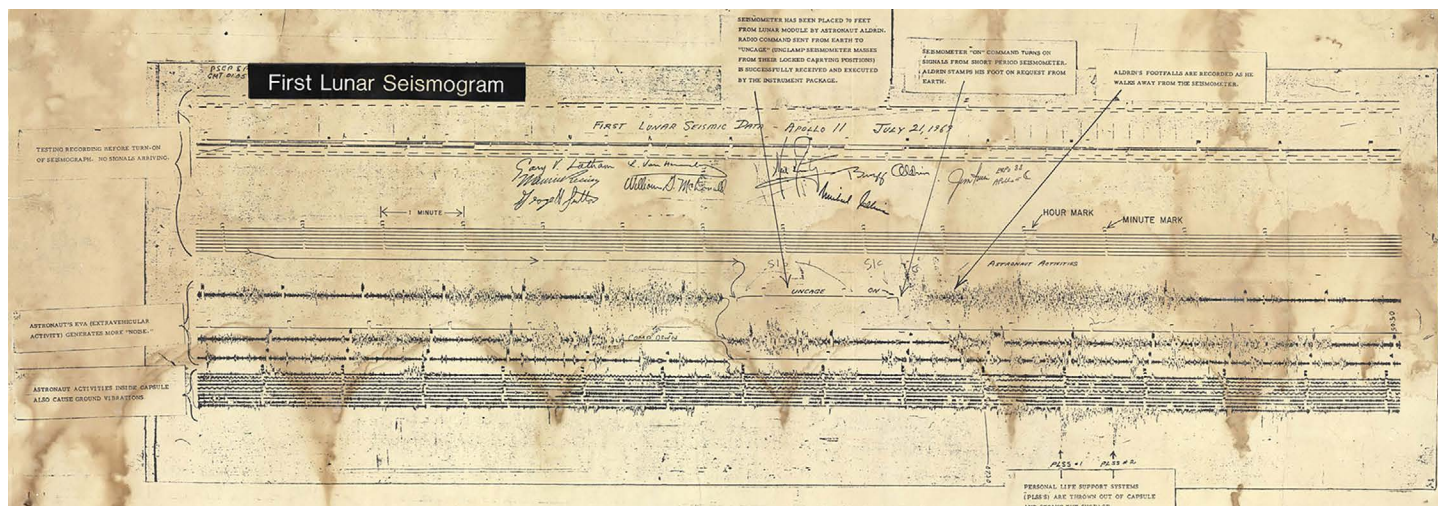 SEISMOMETER HAS BEEN PLACED 70 FEET
FROM LUNAR MODULE BY ASTRONAUT ALDRIN.
RADIO COMMAND SENT FROM EARTH TO
"UNCAGE" (UNCLAMP SEISMOMETER MASSES
FROM THEIR LOCKED CARRYING POSITIONS)
IS SUCCESSFULLY RECEIVED AND EXECUTED
BY THE INSTRUMENT PACKAGE.
SEISMOMETER "ON" COMMAND TURNS ON
SIGNALS FROM SHORT PERIOD SEISMOMETER.
ALDRIN STAMPS HIS FOOT ON REQUEST FROM
EARTH.
ALDRIN'S FOOTFALLS ARE RECORDED AS HE
WALKS AWAY FROM THE SEISMOMETER.
First Lunar Seismogram
FIRST LUNAR SEISMIC DATA - APOLLO 11 JULY 21, 1969
TESTING RECORDING BEFORE TURN-ON
OF SEISMOGRAPH. NO SIGNALS ARRIVING.
Gary V. Latham
William G. McDonald
Buzz Aldrin
George H. Sutton
1 MINUTE
HOUR MARK
MINUTE MARK
S/C
S/C
ASTRONAUT ACTIVITIES
UNCAGE ON
ASTRONAUT'S EVA (EXTRAVEHICULAR
ACTIVITY) GENERATES MORE "NOISE."
ASTRONAUT ACTIVITIES INSIDE CAPSULE
ALSO CAUSE GROUND VIBRATIONS
PLSS #1 PLSS #2
PERSONAL LIFE SUPPORT SYSTEMS
(PLSS'S) ARE THROWN OUT OF CAPSULE